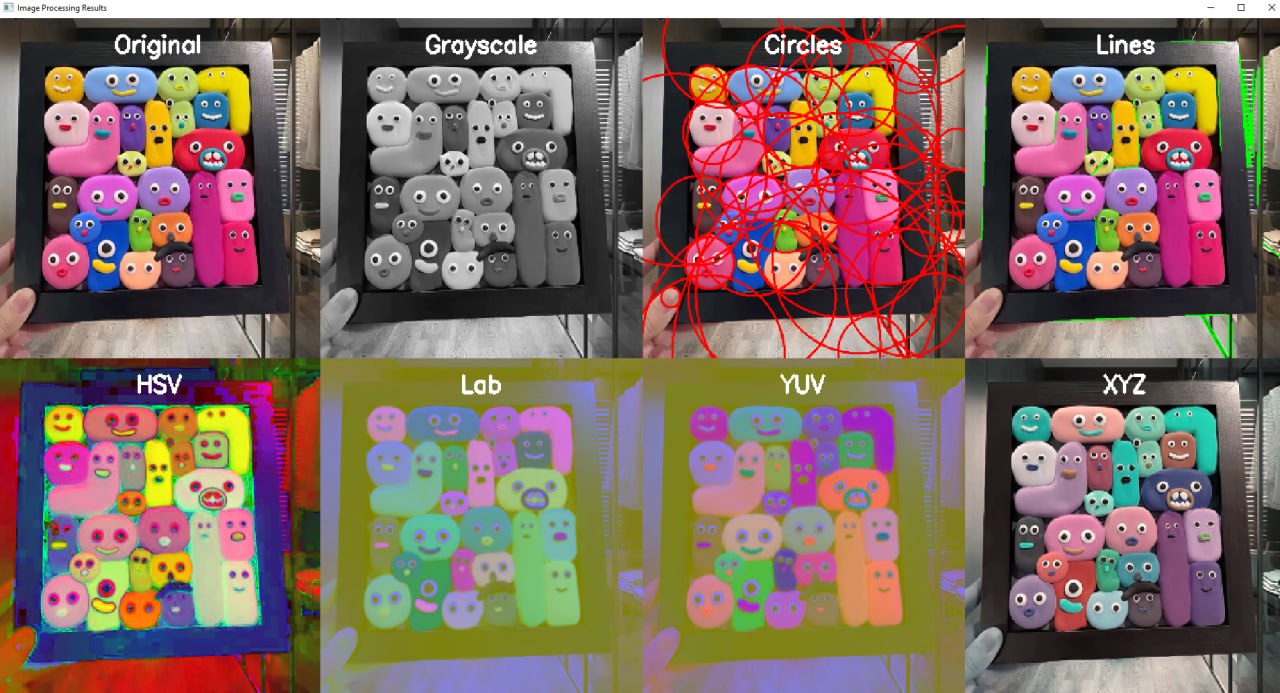 Image Processing Results
Original
Grayscale
Circles
Lines
HSV
Lab
YUV
XYZ